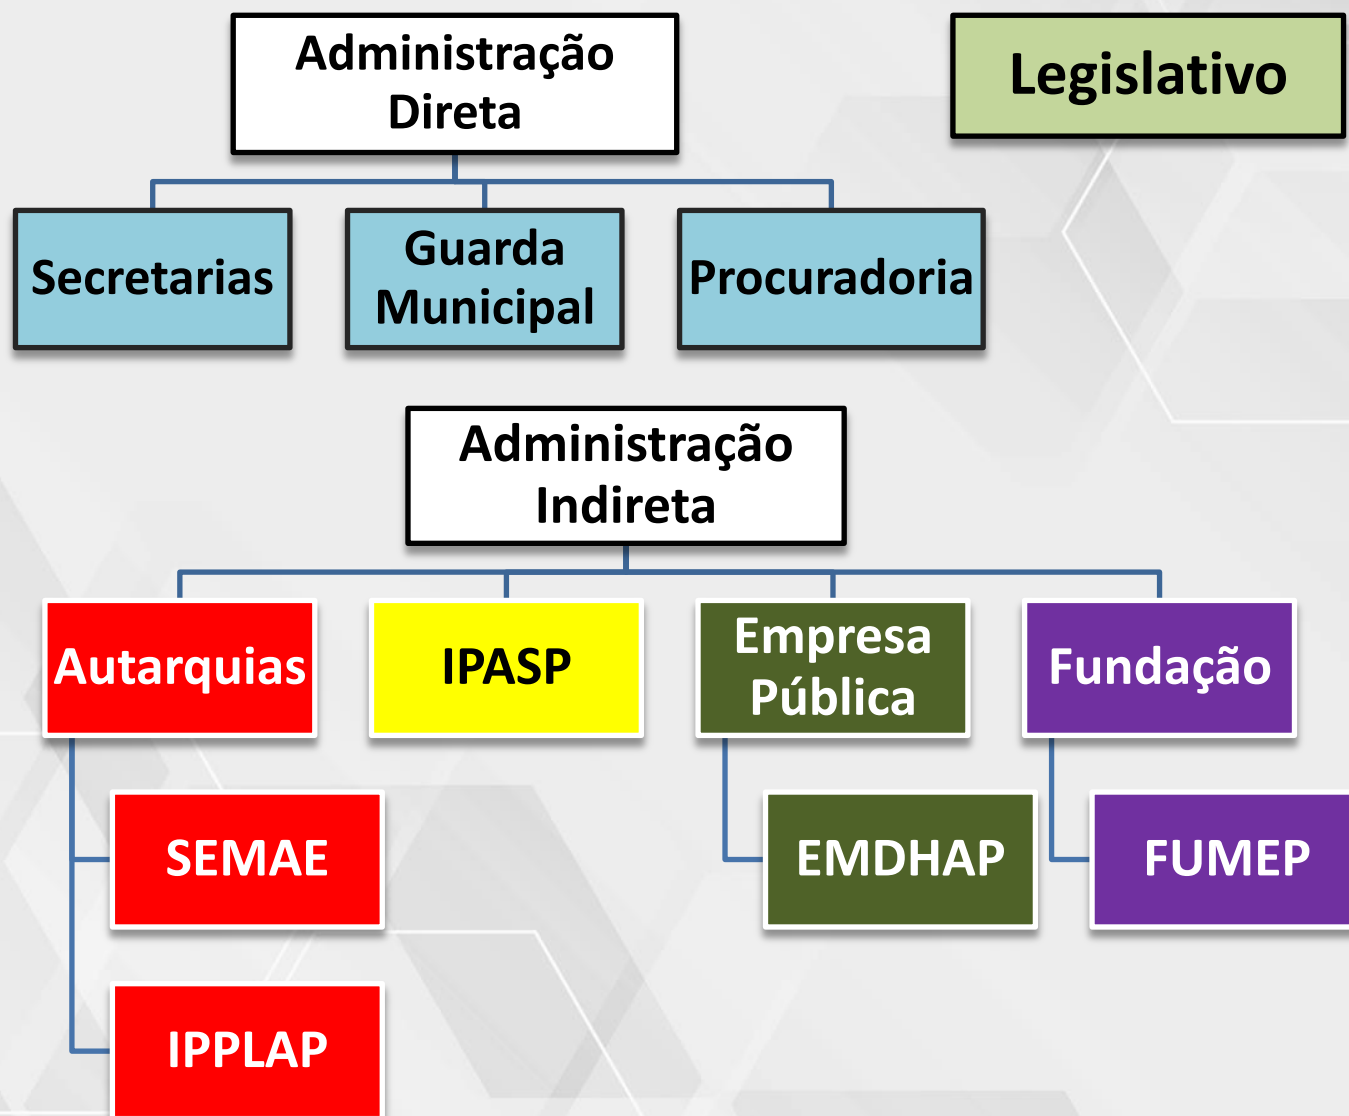 Administração
Direta
Legislativo
Secretarias
Guarda
Municipal
Procuradoria
Administração
Indireta
Autarquias
IPASP
Empresa
Pública
Fundação
SEMAE
EMDHAP
FUMEP
IPPLAP